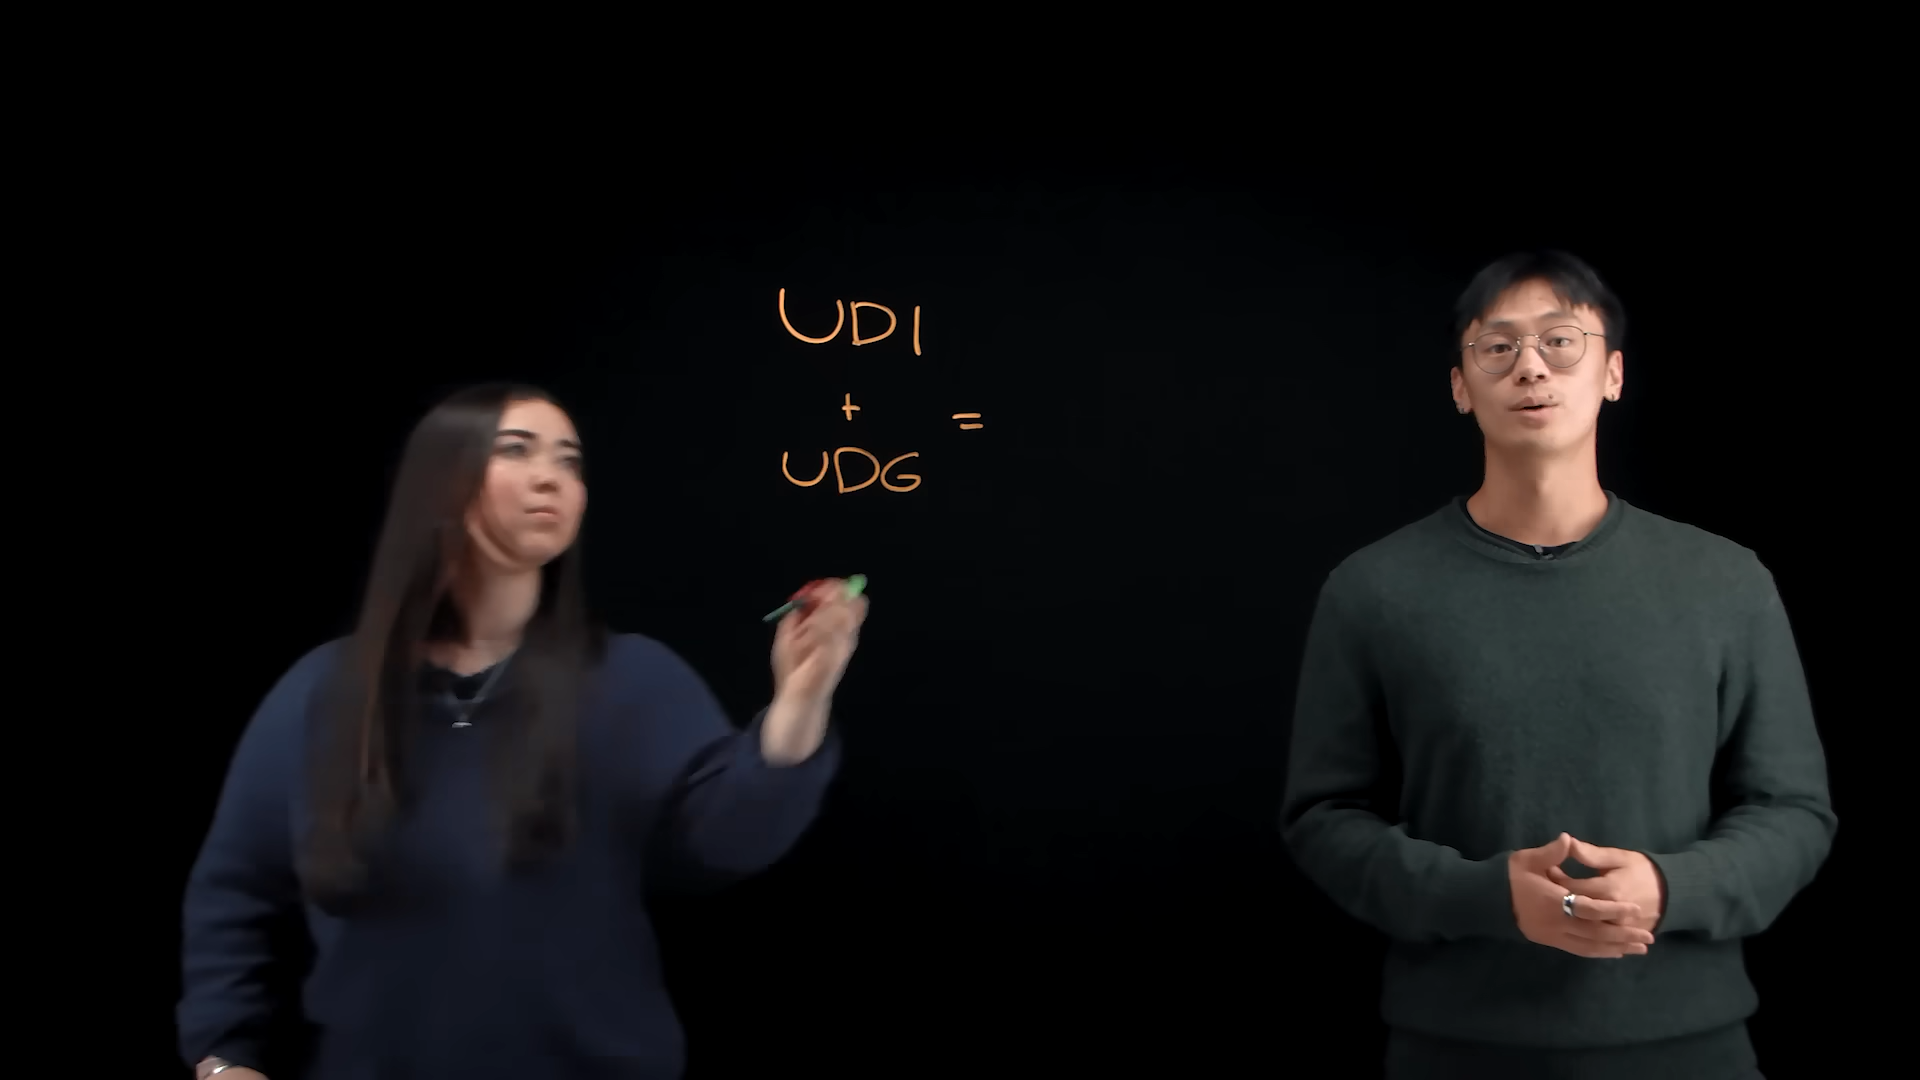 UDI
+ =
UDG